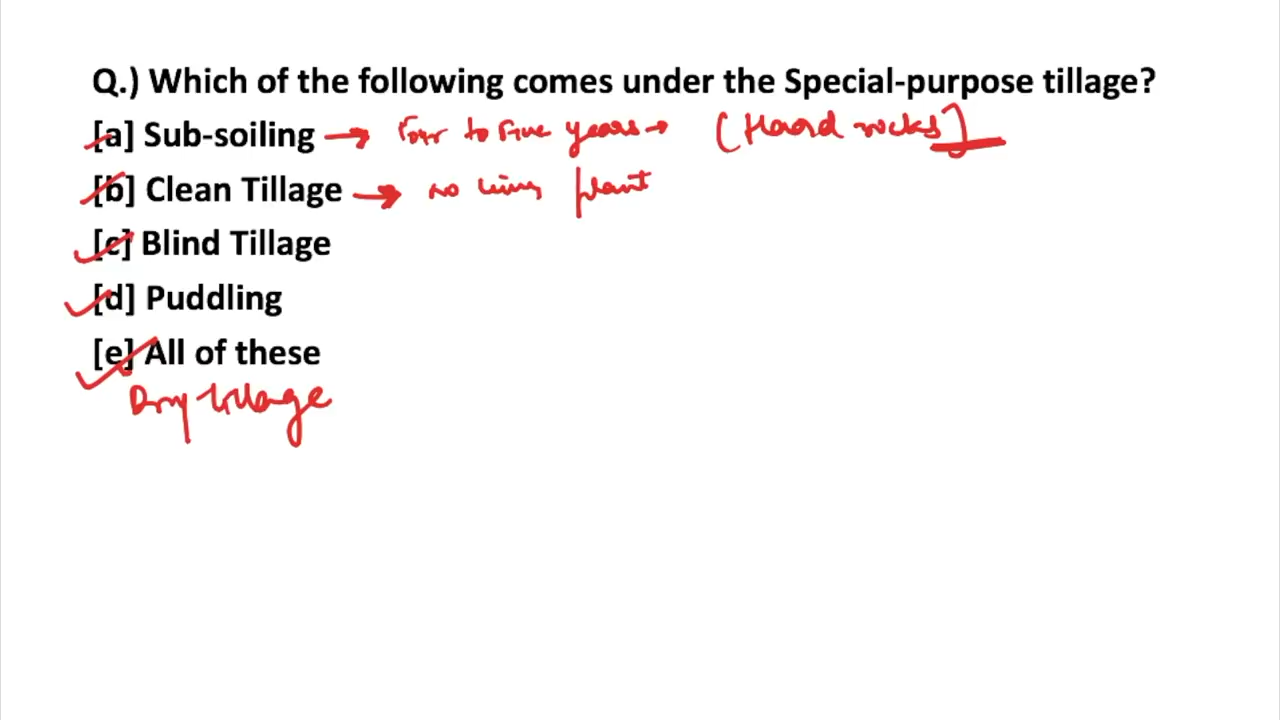 Q.) Which of the following comes under the Special-purpose tillage?
[a] Sub-soiling → Four to Five years → (Hard rocks]
[b] Clean Tillage → no living plant
[c] Blind Tillage
[d] Puddling
[e] All of these
Dry tillage